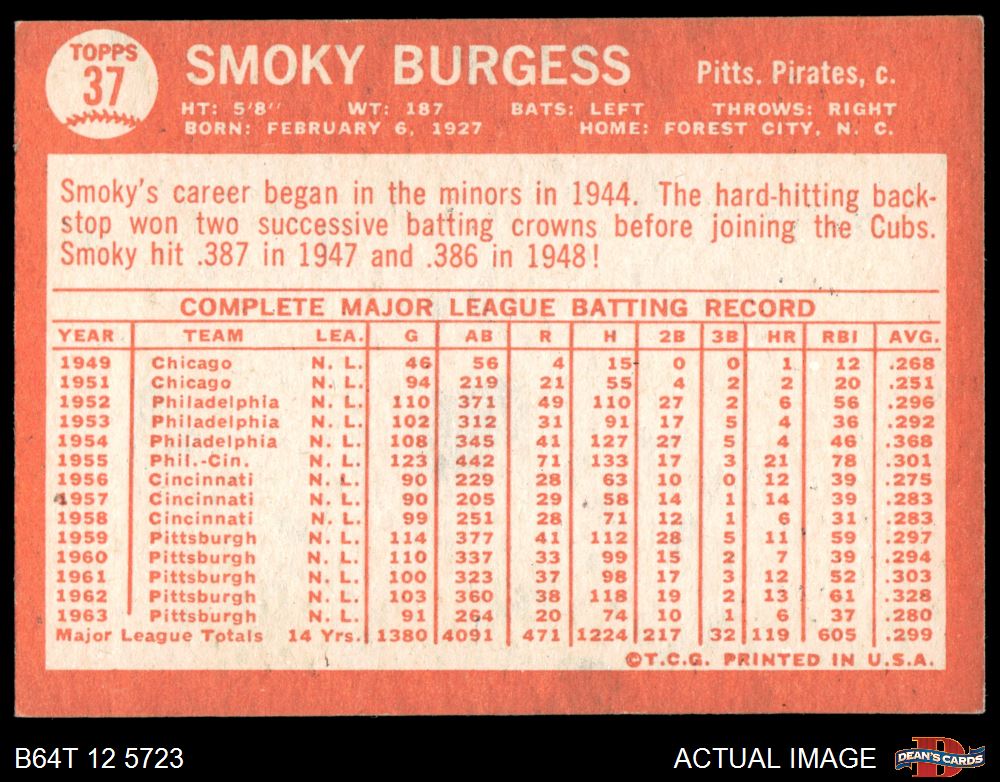 TOPPS
37
SMOKY BURGESS
Pitts. Pirates, c.
HT: 5'8" WT: 187 BATS: LEFT THROWS: RIGHT
BORN: FEBRUARY 6, 1927 HOME: FOREST CITY, N. C.
Smoky's career began in the minors in 1944. The hard-hitting back-
stop won two successive batting crowns before joining the Cubs.
Smoky hit .387 in 1947 and .386 in 1948!
COMPLETE MAJOR LEAGUE BATTING RECORD
YEAR TEAM LEA. G AB R H 2B 3B HR RBI AVG.
1949 Chicago N. L. 46 56 4 15 0 0 1 12 .268
1951 Chicago N. L. 94 219 21 55 4 2 2 20 .251
1952 Philadelphia N. L. 110 371 49 110 27 2 6 56 .296
1953 Philadelphia N. L. 102 312 31 91 17 5 4 36 .292
1954 Philadelphia N. L. 108 345 41 127 27 5 4 46 .368
1955 Phil.-Cin. N. L. 123 442 71 133 17 3 21 78 .301
1956 Cincinnati N. L. 90 229 28 63 10 0 12 39 .275
1957 Cincinnati N. L. 90 205 29 58 14 1 14 39 .283
1958 Cincinnati N. L. 99 251 28 71 12 1 6 31 .283
1959 Pittsburgh N. L. 114 377 41 112 28 5 11 59 .297
1960 Pittsburgh N. L. 110 337 33 99 15 2 7 39 .294
1961 Pittsburgh N. L. 100 323 37 98 17 3 12 52 .303
1962 Pittsburgh N. L. 103 360 38 118 19 2 13 61 .328
1963 Pittsburgh N. L. 91 264 20 74 10 1 6 37 .280
Major League Totals 14 Yrs. 1380 4091 471 1224 217 32 119 605 .299
©T.C.G. PRINTED IN U.S.A.
B64T 12 5723
ACTUAL IMAGE
D
DEAN'S CARDS